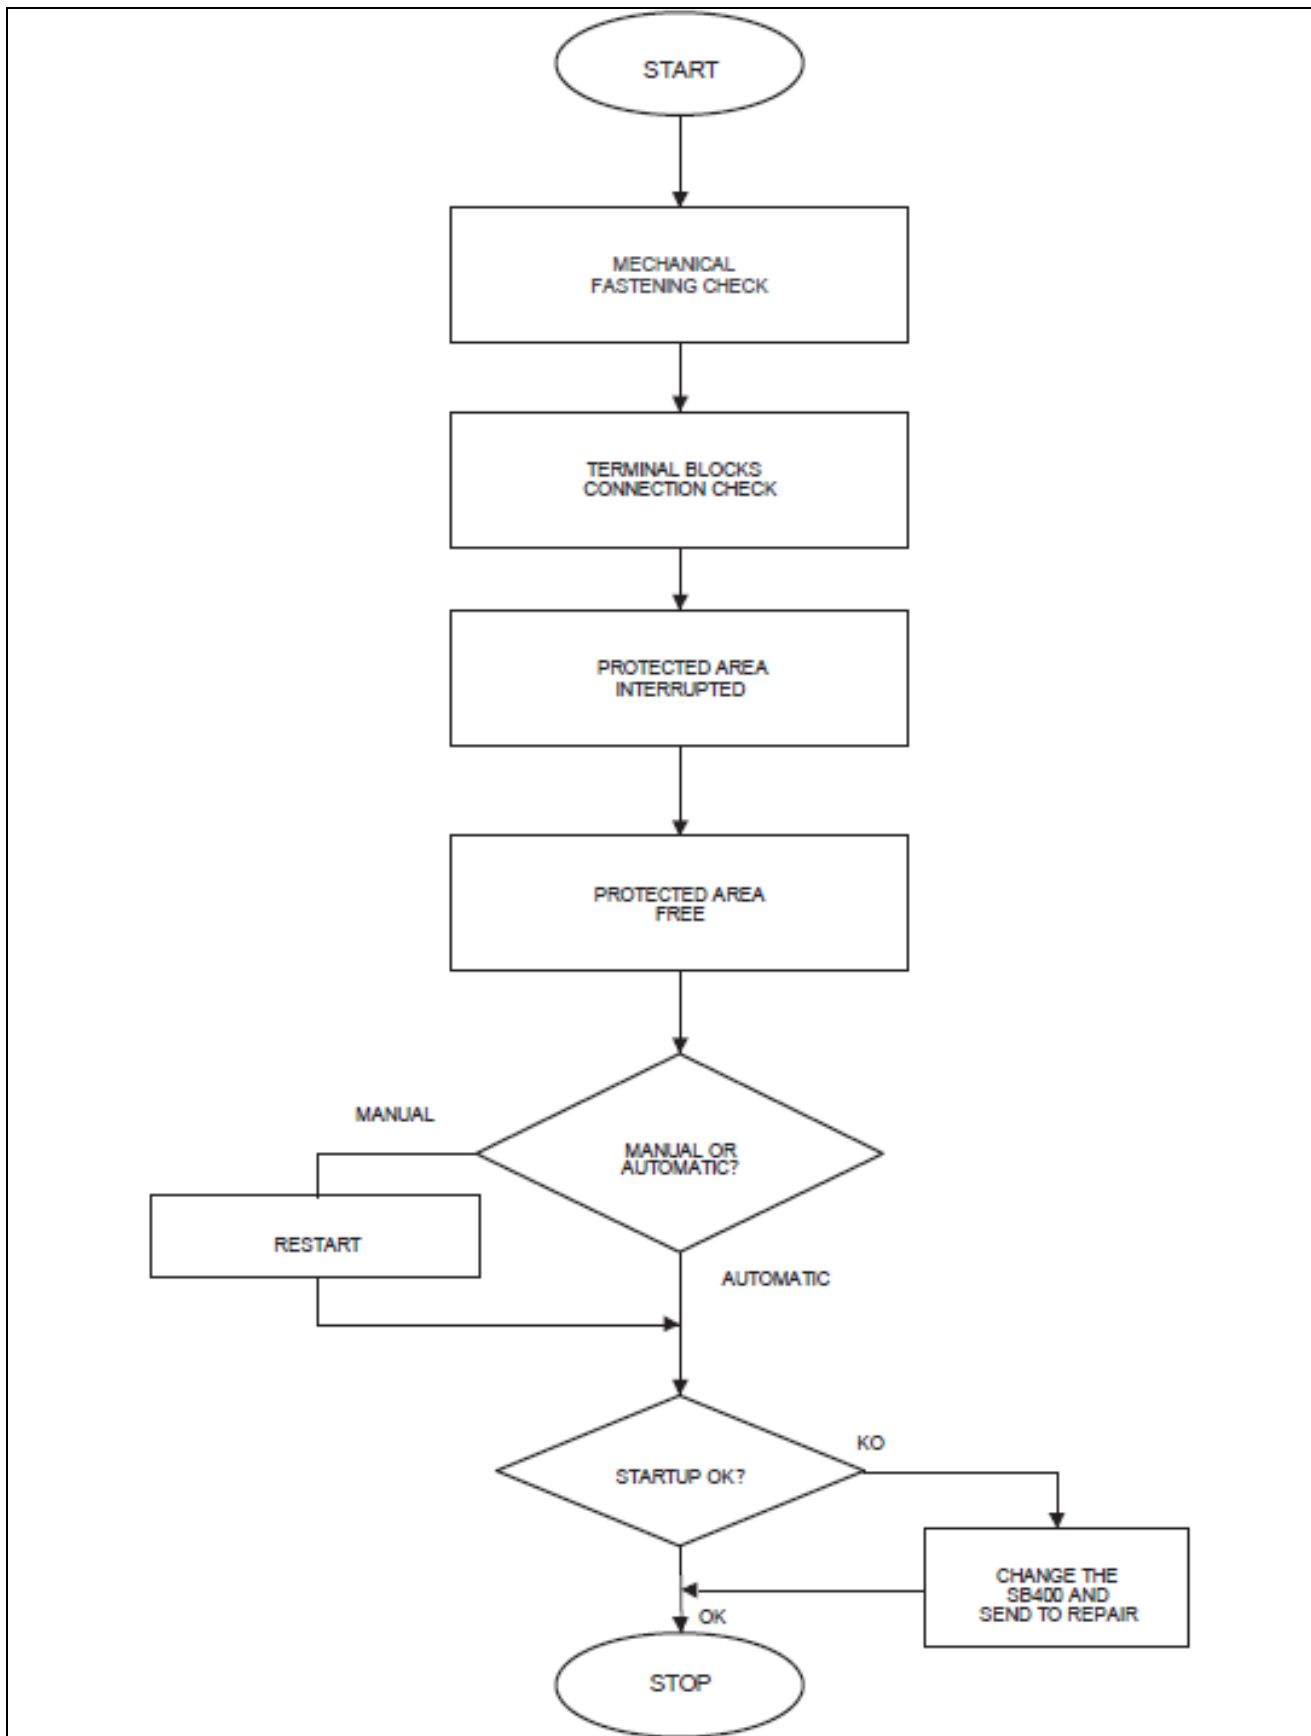 START
MECHANICAL
FASTENING CHECK
TERMINAL BLOCKS
CONNECTION CHECK
PROTECTED AREA
INTERRUPTED
PROTECTED AREA
FREE
MANUAL
MANUAL OR
AUTOMATIC?
RESTART
AUTOMATIC
KO
STARTUP OK?
CHANGE THE
SB400 AND
SEND TO REPAIR
OK
STOP